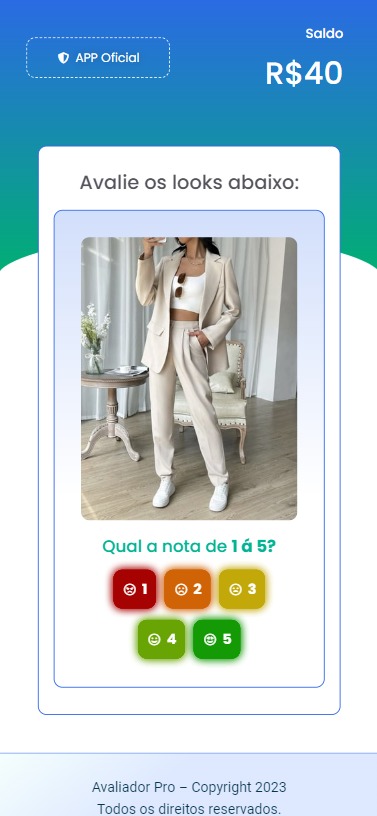 Saldo
APP Oficial
R$40
Avalie os looks abaixo:
Qual a nota de 1 á 5?
1 2 3
4 5
Avaliador Pro – Copyright 2023
Todos os direitos reservados.